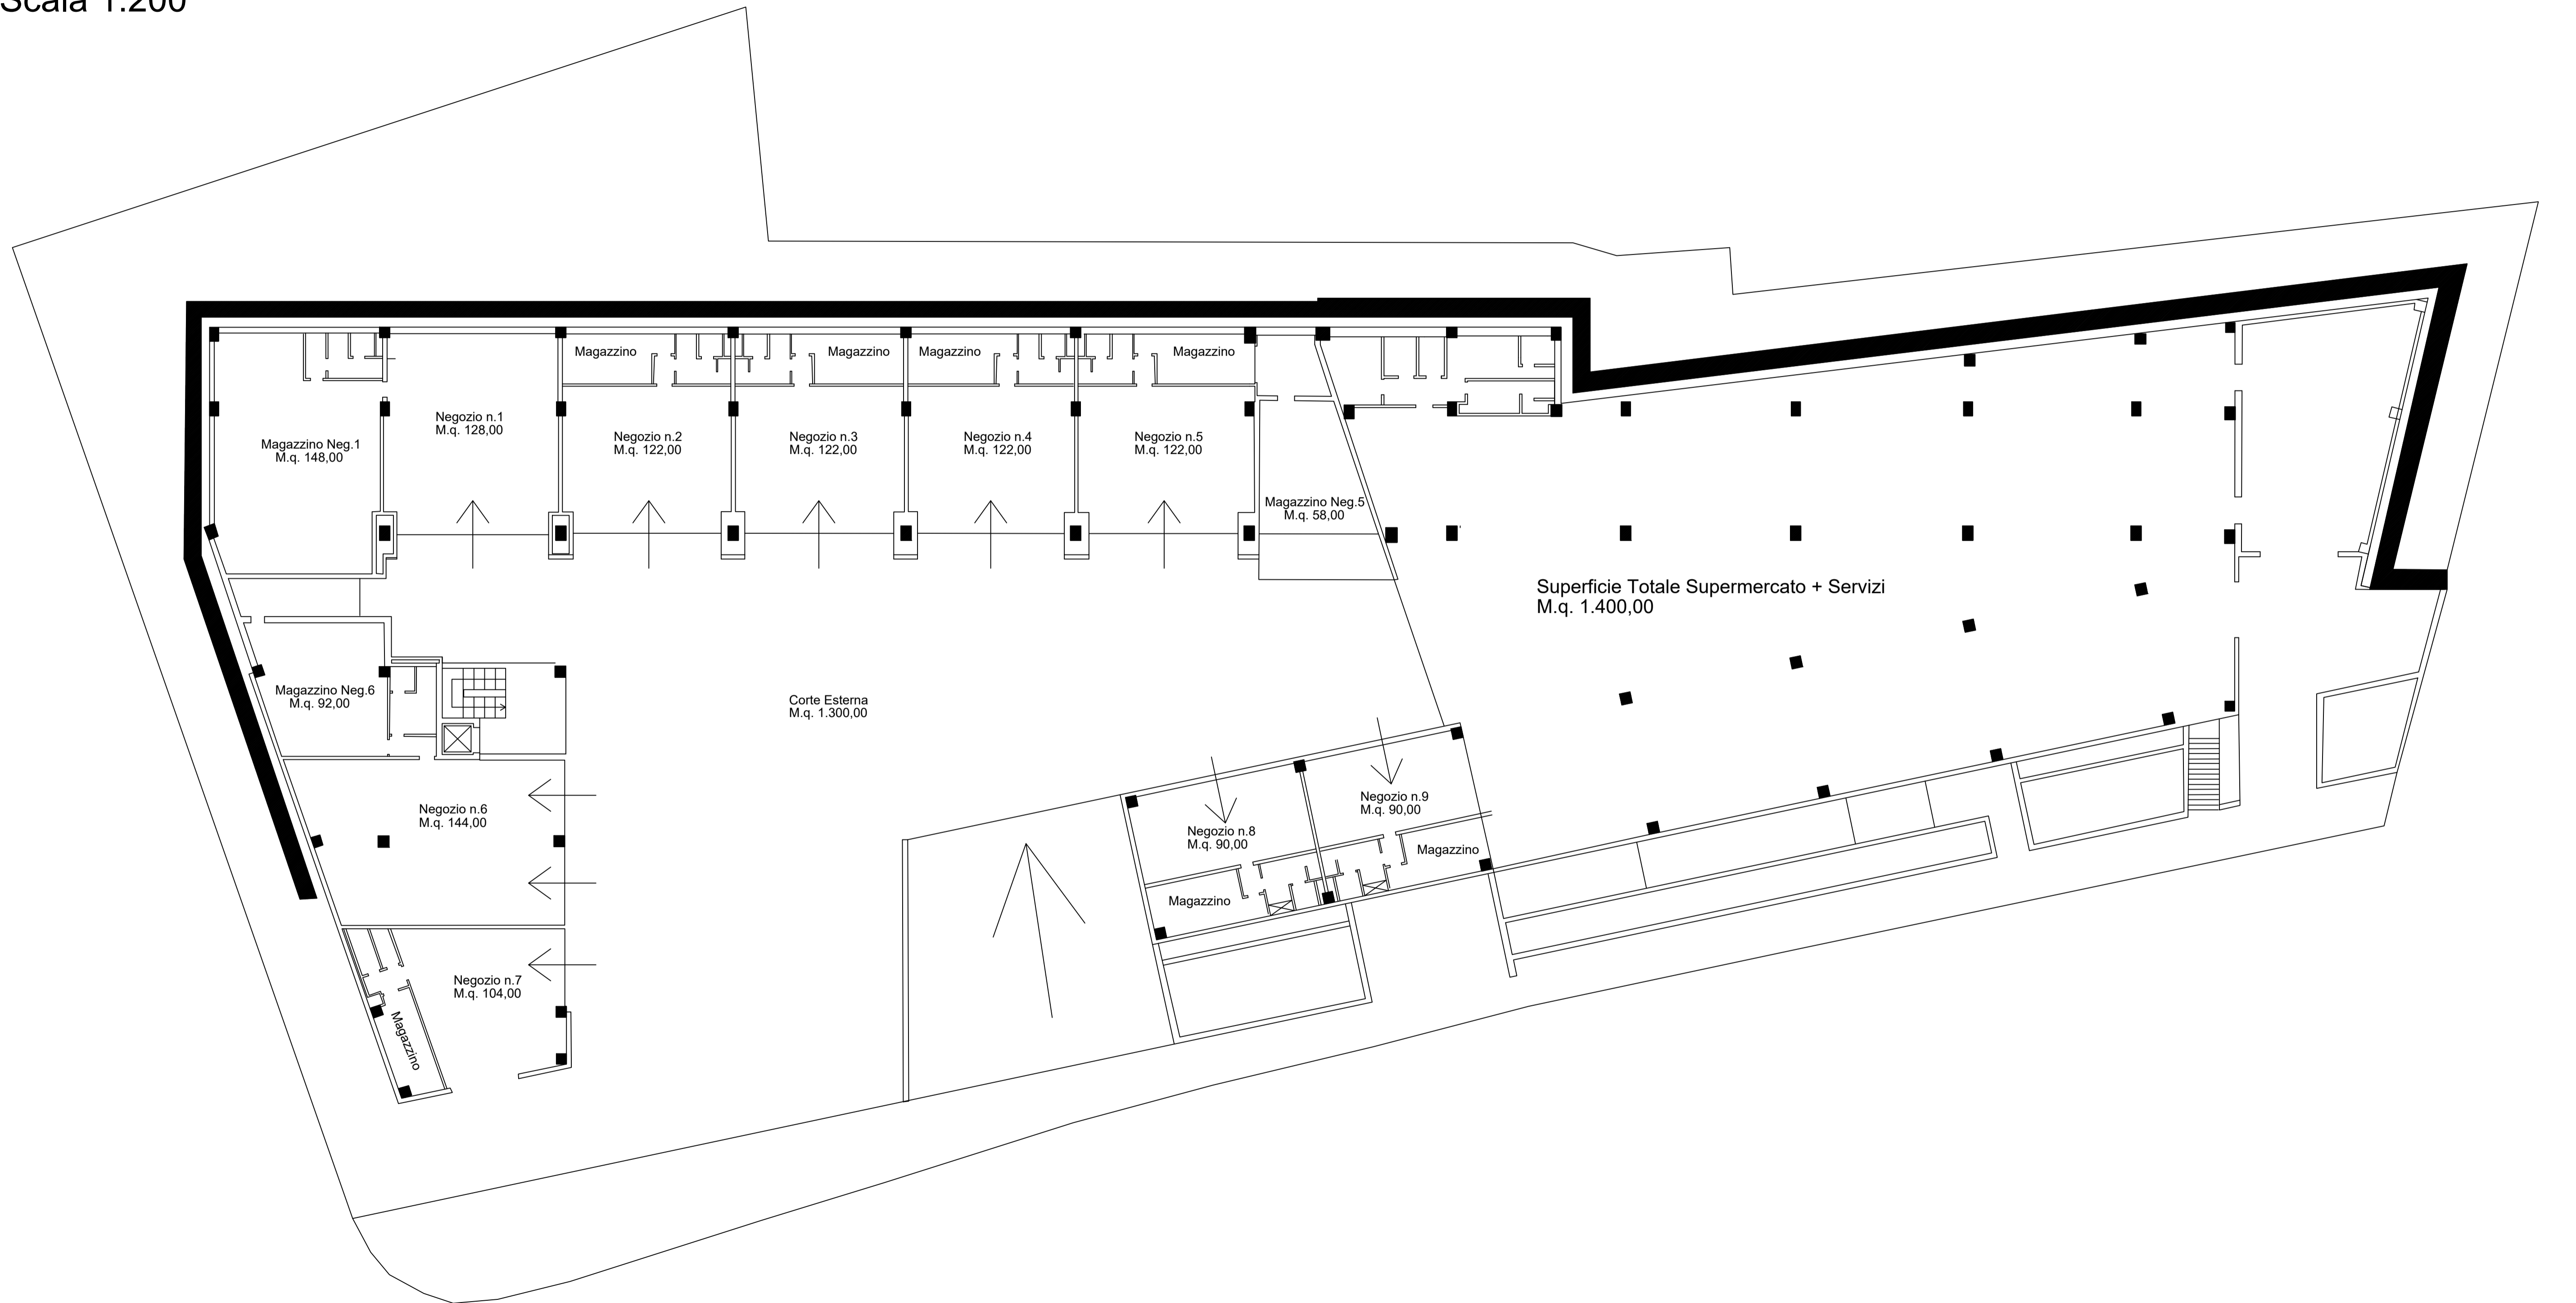 Scala 1:200
Magazzino
Magazzino
Magazzino
Magazzino
Negozio n.1
M.q. 128,00
Magazzino Neg.1
M.q. 148,00
Negozio n.2
M.q. 122,00
Negozio n.3
M.q. 122,00
Negozio n.4
M.q. 122,00
Negozio n.5
M.q. 122,00
Magazzino Neg.5
M.q. 58,00
Superficie Totale Supermercato + Servizi
M.q. 1.400,00
Magazzino Neg.6
M.q. 92,00
Corte Esterna
M.q. 1.300,00
Negozio n.6
M.q. 144,00
Negozio n.9
M.q. 90,00
Negozio n.8
M.q. 90,00
Magazzino
Magazzino
Negozio n.7
M.q. 104,00
Magazzino